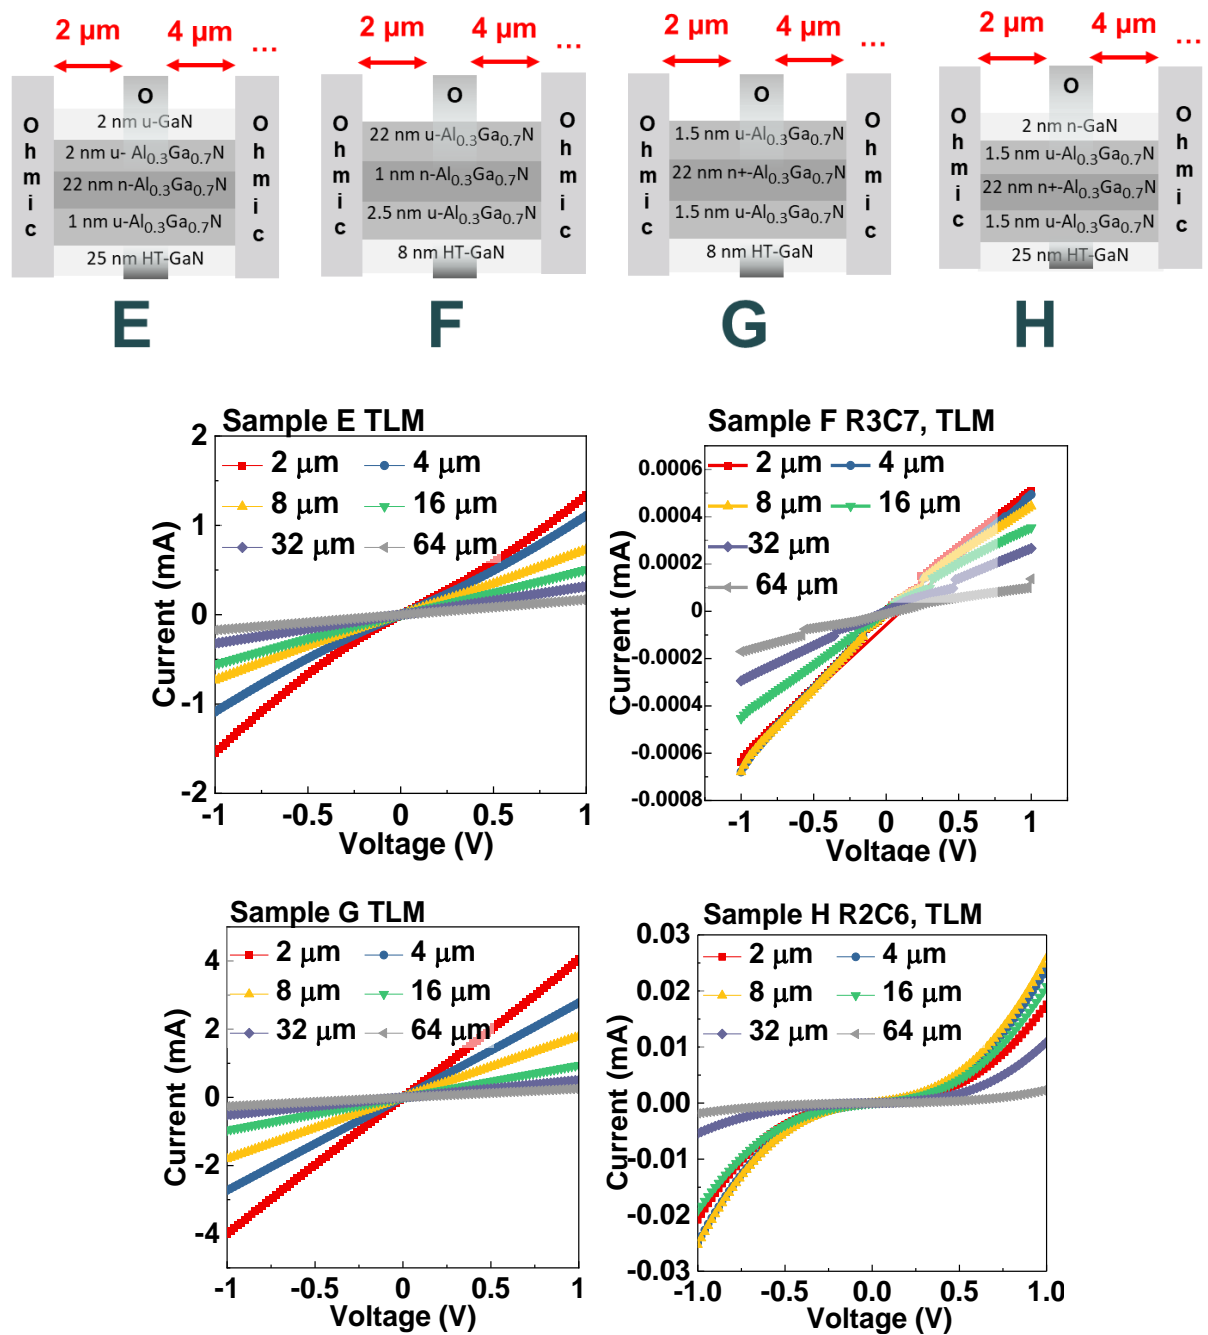 2 μm 4 μm ...
2 μm 4 μm ...
2 μm 4 μm ...
2 μm 4 μm ...
Ohmic
O
2 nm u-GaN
2 nm u- Al0.3Ga0.7N
22 nm n-Al0.3Ga0.7N
1 nm u-Al0.3Ga0.7N
25 nm HT-GaN
Ohmic
E
Ohmic
O
22 nm u-Al0.3Ga0.7N
1 nm n-Al0.3Ga0.7N
2.5 nm u-Al0.3Ga0.7N
8 nm HT-GaN
Ohmic
F
Ohmic
O
1.5 nm u-Al0.3Ga0.7N
22 nm n+-Al0.3Ga0.7N
1.5 nm u-Al0.3Ga0.7N
8 nm HT-GaN
Ohmic
G
Ohmic
O
2 nm n-GaN
1.5 nm u-Al0.3Ga0.7N
22 nm n+-Al0.3Ga0.7N
1.5 nm u-Al0.3Ga0.7N
25 nm HT-GaN
Ohmic
H
Sample E TLM
2 μm 4 μm
8 μm 16 μm
32 μm 64 μm
Current (mA)
2
1
0
-1
-2
-1 -0.5 0 0.5 1
Voltage (V)
Sample F R3C7, TLM
2 μm 4 μm
8 μm 16 μm
32 μm
64 μm
Current (mA)
0.0006
0.0004
0.0002
0
-0.0002
-0.0004
-0.0006
-0.0008
-1 -0.5 0 0.5 1
Voltage (V)
Sample G TLM
2 μm 4 μm
8 μm 16 μm
32 μm 64 μm
Current (mA)
4
2
0
-2
-4
-1 -0.5 0 0.5 1
Voltage (V)
Sample H R2C6, TLM
2 μm 4 μm
8 μm 16 μm
32 μm 64 μm
Current (mA)
0.03
0.02
0.01
0.00
-0.01
-0.02
-0.03
-1.0 -0.5 0.0 0.5 1.0
Voltage (V)